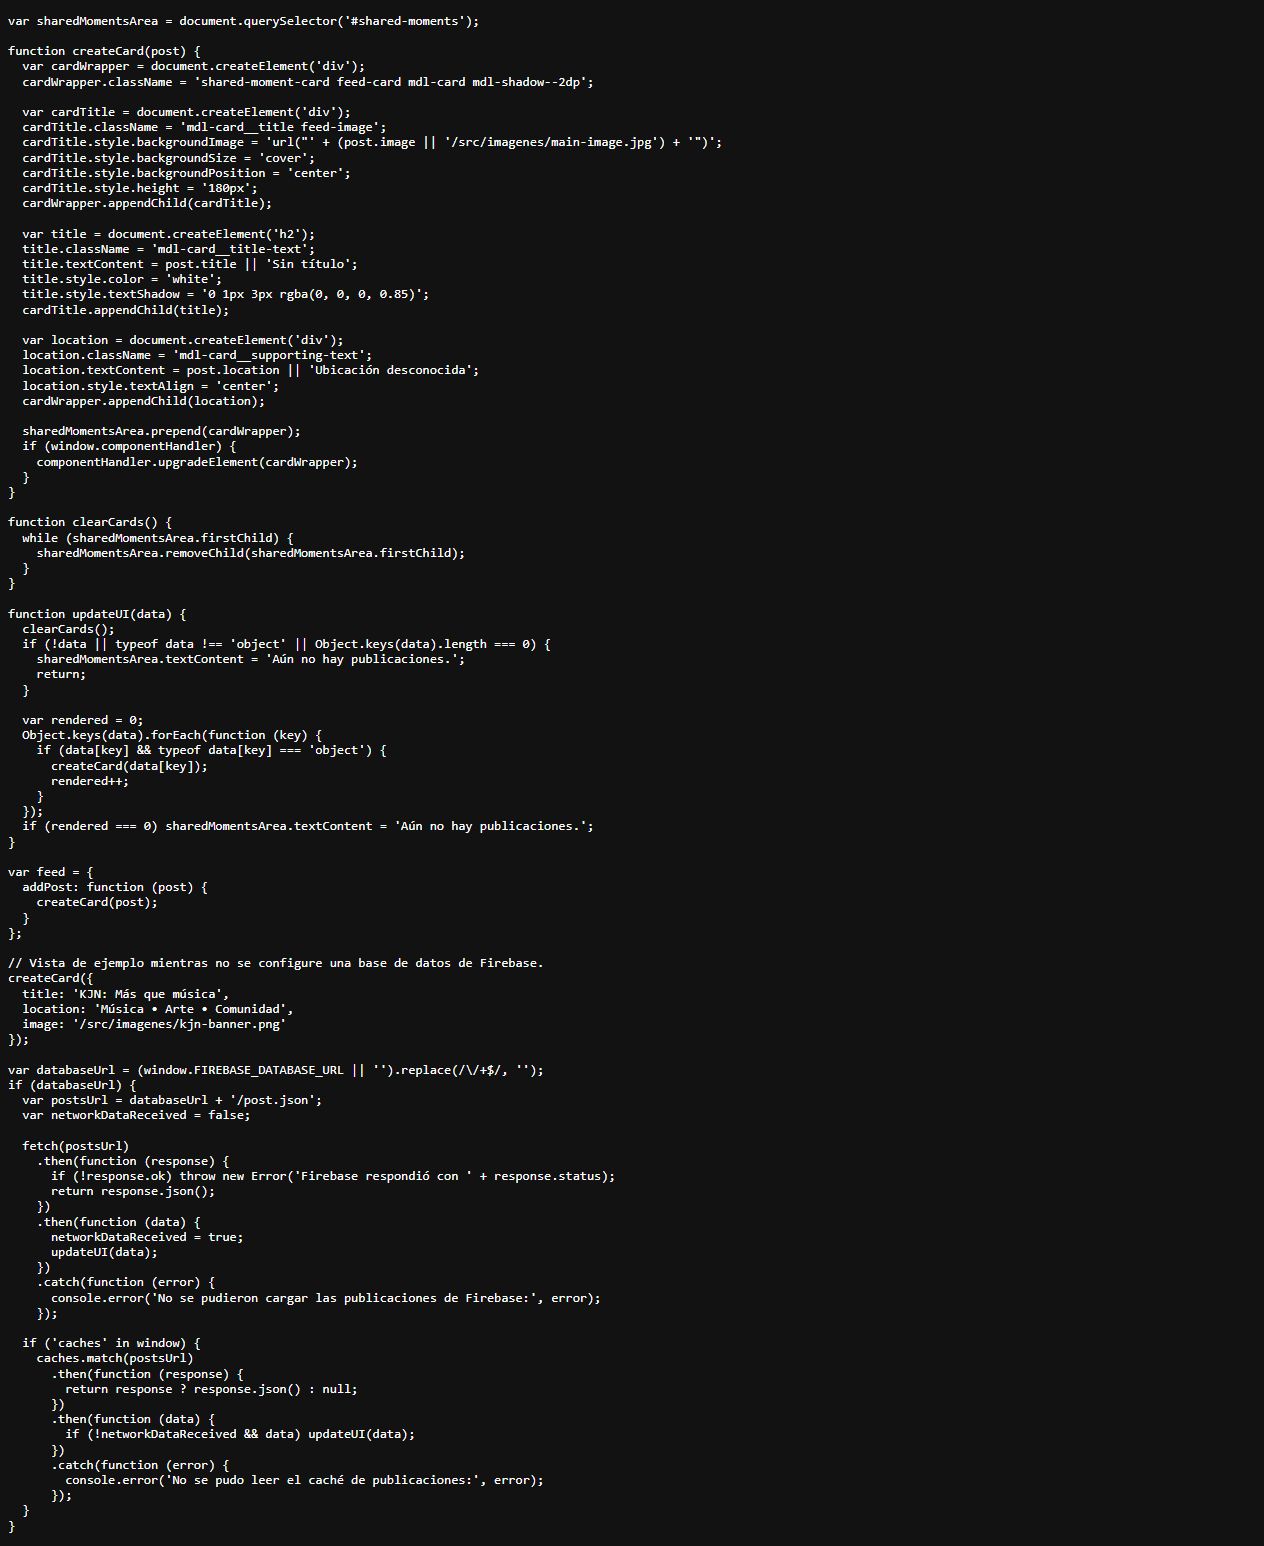 var sharedMomentsArea = document.querySelector('#shared-moments');

function createCard(post) {
  var cardWrapper = document.createElement('div');
  cardWrapper.className = 'shared-moment-card feed-card mdl-card mdl-shadow--2dp';

  var cardTitle = document.createElement('div');
  cardTitle.className = 'mdl-card__title feed-image';
  cardTitle.style.backgroundImage = 'url("' + (post.image || '/src/imagenes/main-image.jpg') + '")';
  cardTitle.style.backgroundSize = 'cover';
  cardTitle.style.backgroundPosition = 'center';
  cardTitle.style.height = '180px';
  cardWrapper.appendChild(cardTitle);

  var title = document.createElement('h2');
  title.className = 'mdl-card__title-text';
  title.textContent = post.title || 'Sin título';
  title.style.color = 'white';
  title.style.textShadow = '0 1px 3px rgba(0, 0, 0, 0.85)';
  cardTitle.appendChild(title);

  var location = document.createElement('div');
  location.className = 'mdl-card__supporting-text';
  location.textContent = post.location || 'Ubicación desconocida';
  location.style.textAlign = 'center';
  cardWrapper.appendChild(location);

  sharedMomentsArea.prepend(cardWrapper);
  if (window.componentHandler) {
    componentHandler.upgradeElement(cardWrapper);
  }
}

function clearCards() {
  while (sharedMomentsArea.firstChild) {
    sharedMomentsArea.removeChild(sharedMomentsArea.firstChild);
  }
}

function updateUI(data) {
  clearCards();
  if (!data || typeof data !== 'object' || Object.keys(data).length === 0) {
    sharedMomentsArea.textContent = 'Aún no hay publicaciones.';
    return;
  }

  var rendered = 0;
  Object.keys(data).forEach(function (key) {
    if (data[key] && typeof data[key] === 'object') {
      createCard(data[key]);
      rendered++;
    }
  });
  if (rendered === 0) sharedMomentsArea.textContent = 'Aún no hay publicaciones.';
}

var feed = {
  addPost: function (post) {
    createCard(post);
  }
};

// Vista de ejemplo mientras no se configure una base de datos de Firebase.
createCard({
  title: 'KJN: Más que música',
  location: 'Música • Arte • Comunidad',
  image: '/src/imagenes/kjn-banner.png'
});

var databaseUrl = (window.FIREBASE_DATABASE_URL || '').replace(/\/+$/, '');
if (databaseUrl) {
  var postsUrl = databaseUrl + '/post.json';
  var networkDataReceived = false;

  fetch(postsUrl)
    .then(function (response) {
      if (!response.ok) throw new Error('Firebase respondió con ' + response.status);
      return response.json();
    })
    .then(function (data) {
      networkDataReceived = true;
      updateUI(data);
    })
    .catch(function (error) {
      console.error('No se pudieron cargar las publicaciones de Firebase:', error);
    });

  if ('caches' in window) {
    caches.match(postsUrl)
      .then(function (response) {
        return response ? response.json() : null;
      })
      .then(function (data) {
        if (!networkDataReceived && data) updateUI(data);
      })
      .catch(function (error) {
        console.error('No se pudo leer el caché de publicaciones:', error);
      });
  }
}